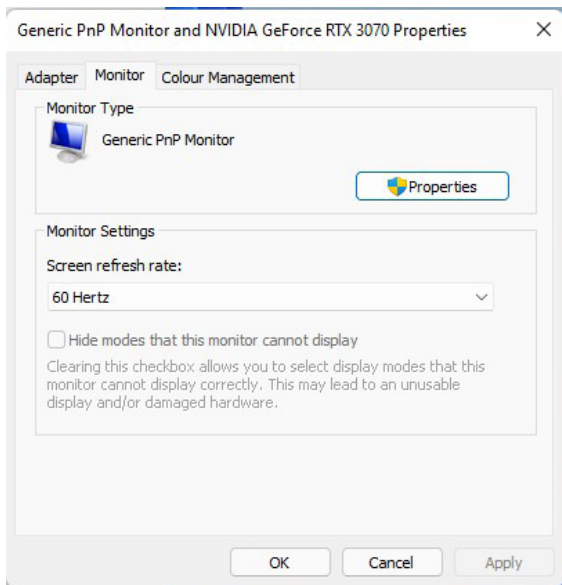 Generic PnP Monitor and NVIDIA GeForce RTX 3070 Properties
Adapter Monitor Colour Management
Monitor Type
Generic PnP Monitor
Properties
Monitor Settings
Screen refresh rate:
60 Hertz
Hide modes that this monitor cannot display
Clearing this checkbox allows you to select display modes that this
monitor cannot display correctly. This may lead to an unusable
display and/or damaged hardware.
OK Cancel Apply